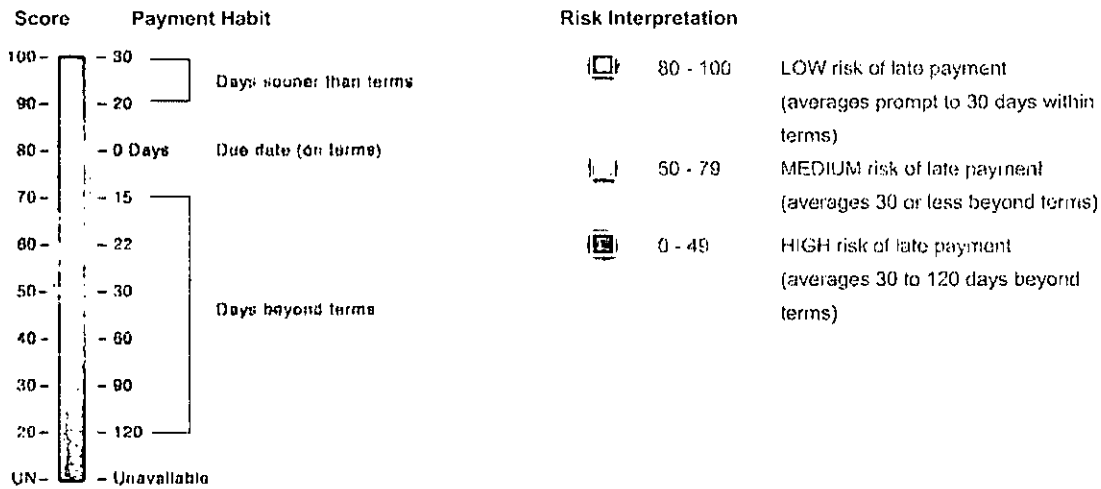 Score Payment Habit
100 - - 30
Days sooner than terms
90 - - 20
80 - - 0 Days Due date (on terms)
70 - - 15
60 - - 22
50 - - 30
Days beyond terms
40 - - 60
30 - - 90
20 - - 120
UN - - Unavailable
Risk Interpretation
80 - 100 LOW risk of late payment
(averages prompt to 30 days within
terms)
50 - 79 MEDIUM risk of late payment
(averages 30 or less beyond terms)
0 - 49 HIGH risk of late payment
(averages 30 to 120 days beyond
terms)